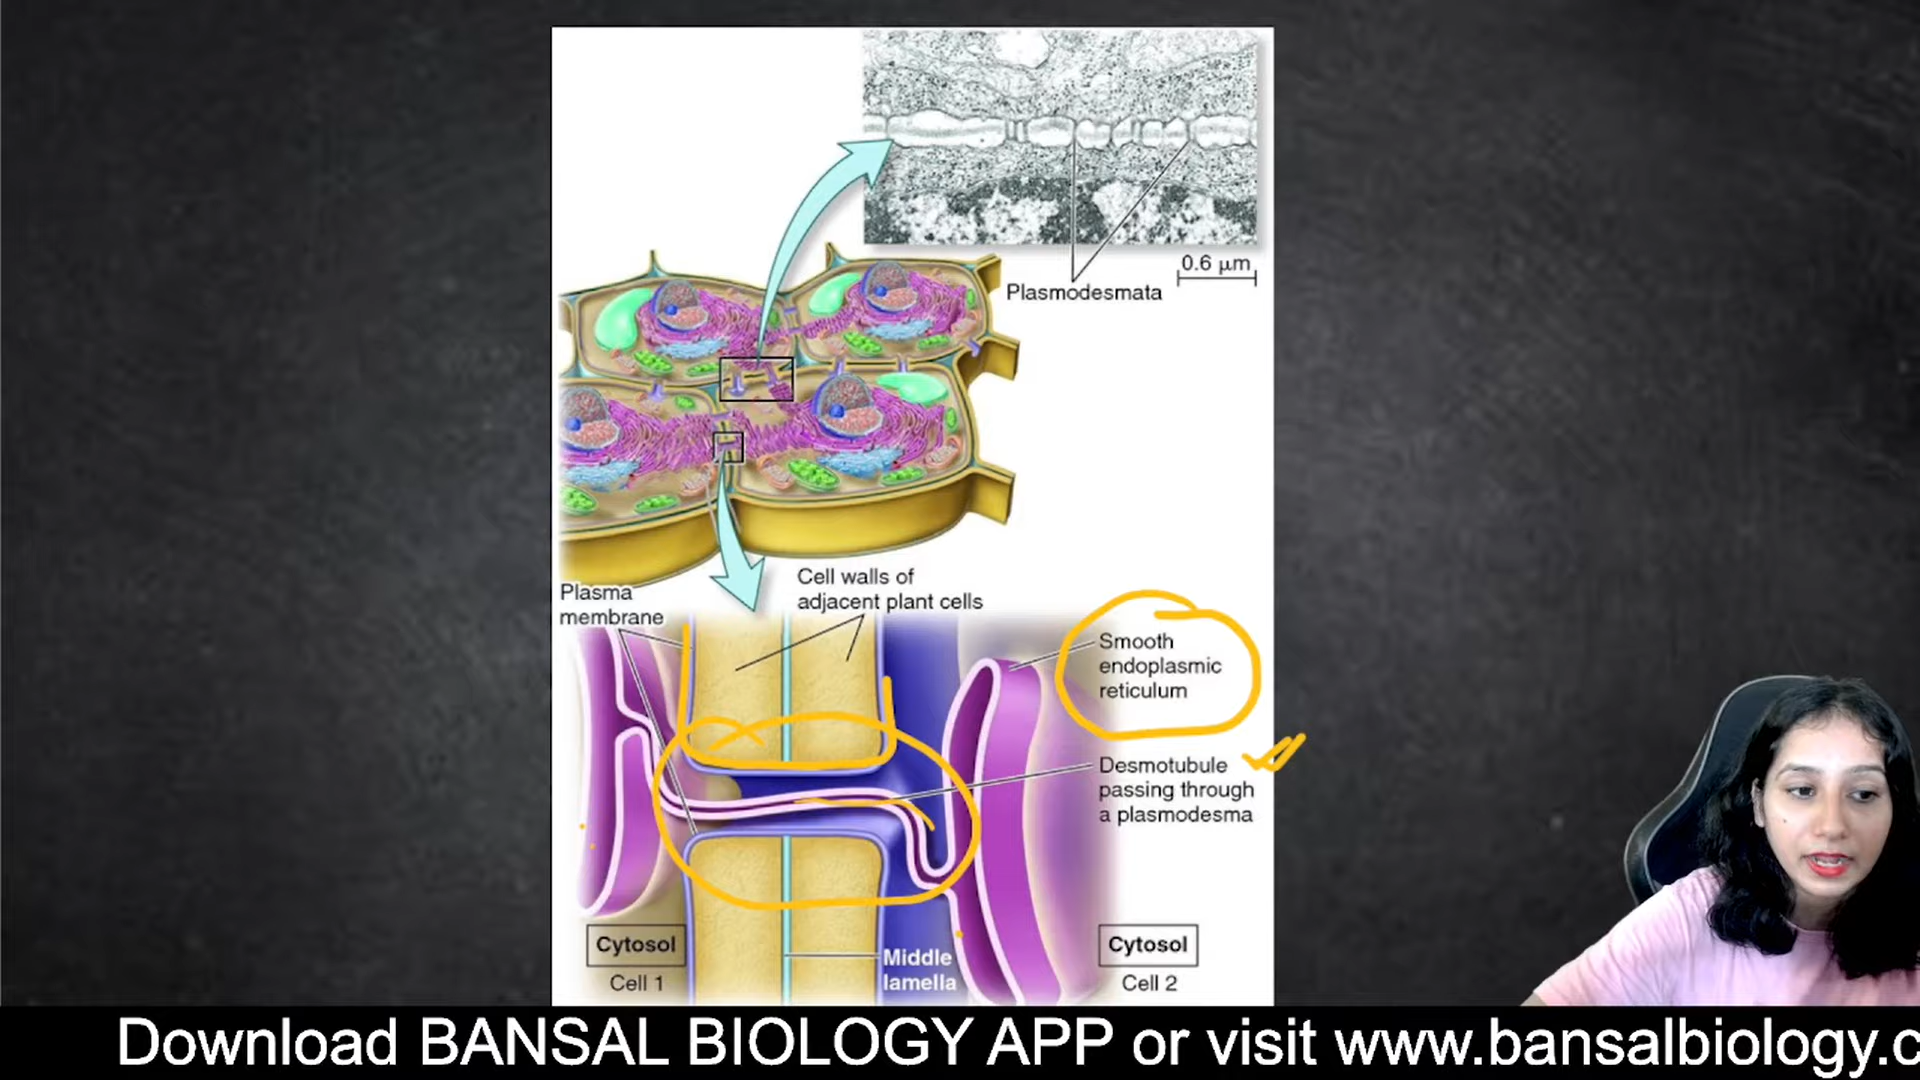 0.6 μm
Plasmodesmata
Plasma
membrane
Cell walls of
adjacent plant cells
Smooth
endoplasmic
reticulum
Desmotubule
passing through
a plasmodesma
Cytosol
Cell 1
Middle
lamella
Cytosol
Cell 2
Download BANSAL BIOLOGY APP or visit www.bansalbiology.c